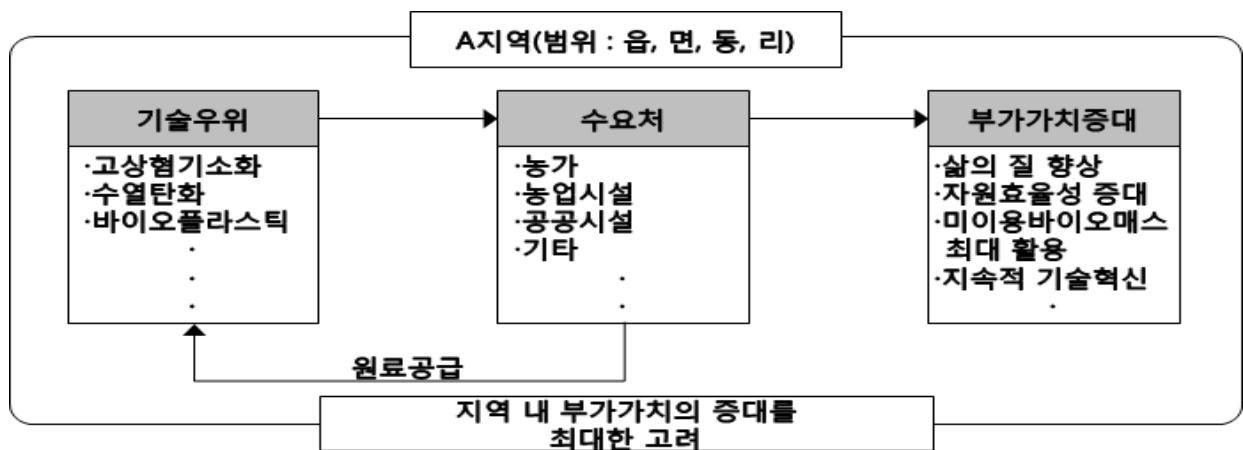 A지역(범위 : 읍, 면, 동, 리)
기술우위
·고상혐기소화
·수열탄화
·바이오플라스틱
·
·
·
수요처
·농가
·농업시설
·공공시설
·기타
·
·
부가가치증대
·삶의 질 향상
·자원효율성 증대
·미이용바이오매스
최대 활용
·지속적 기술혁신
·
원료공급
지역 내 부가가치의 증대를
최대한 고려